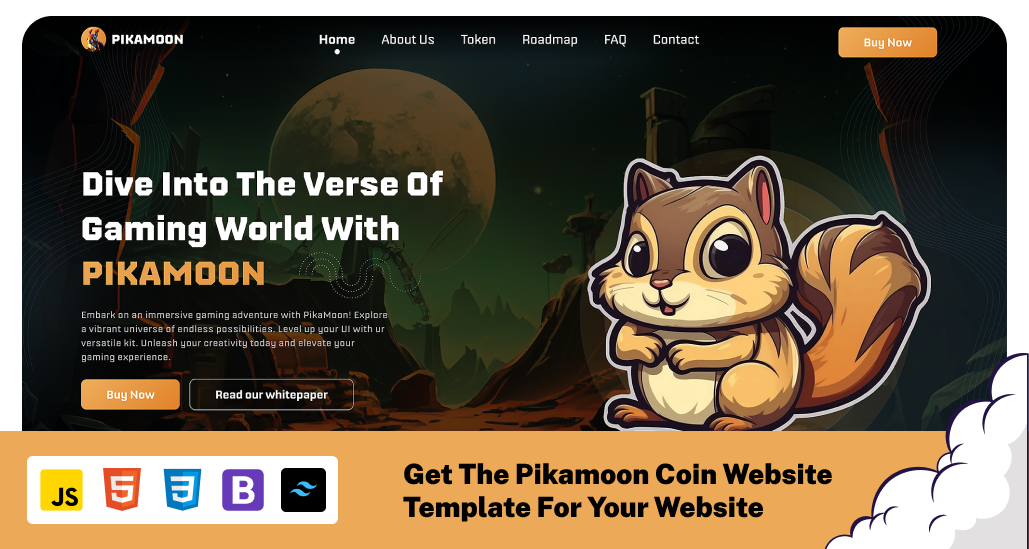 PIKAMOON
Home About Us Token Roadmap FAQ Contact
Buy Now
Dive Into The Verse Of
Gaming World With
PIKAMOON
Embark on an immersive gaming adventure with PikaMoon! Explore
a vibrant universe of endless possibilities. Level up your UI with ur
versatile kit. Unleash your creativity today and elevate your
gaming experience.
Buy Now
Read our whitepaper
JS
5
3
B
Get The Pikamoon Coin Website
Template For Your Website